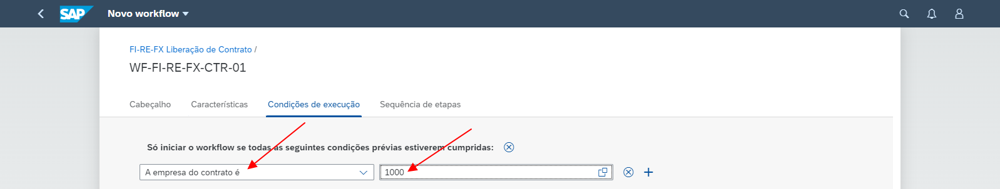 SAP Novo workflow
FI-RE-FX Liberação de Contrato /
WF-FI-RE-FX-CTR-01
Cabeçalho Características Condições de execução Sequência de etapas
Só iniciar o workflow se todas as seguintes condições prévias estiverem cumpridas:
A empresa do contrato é 1000